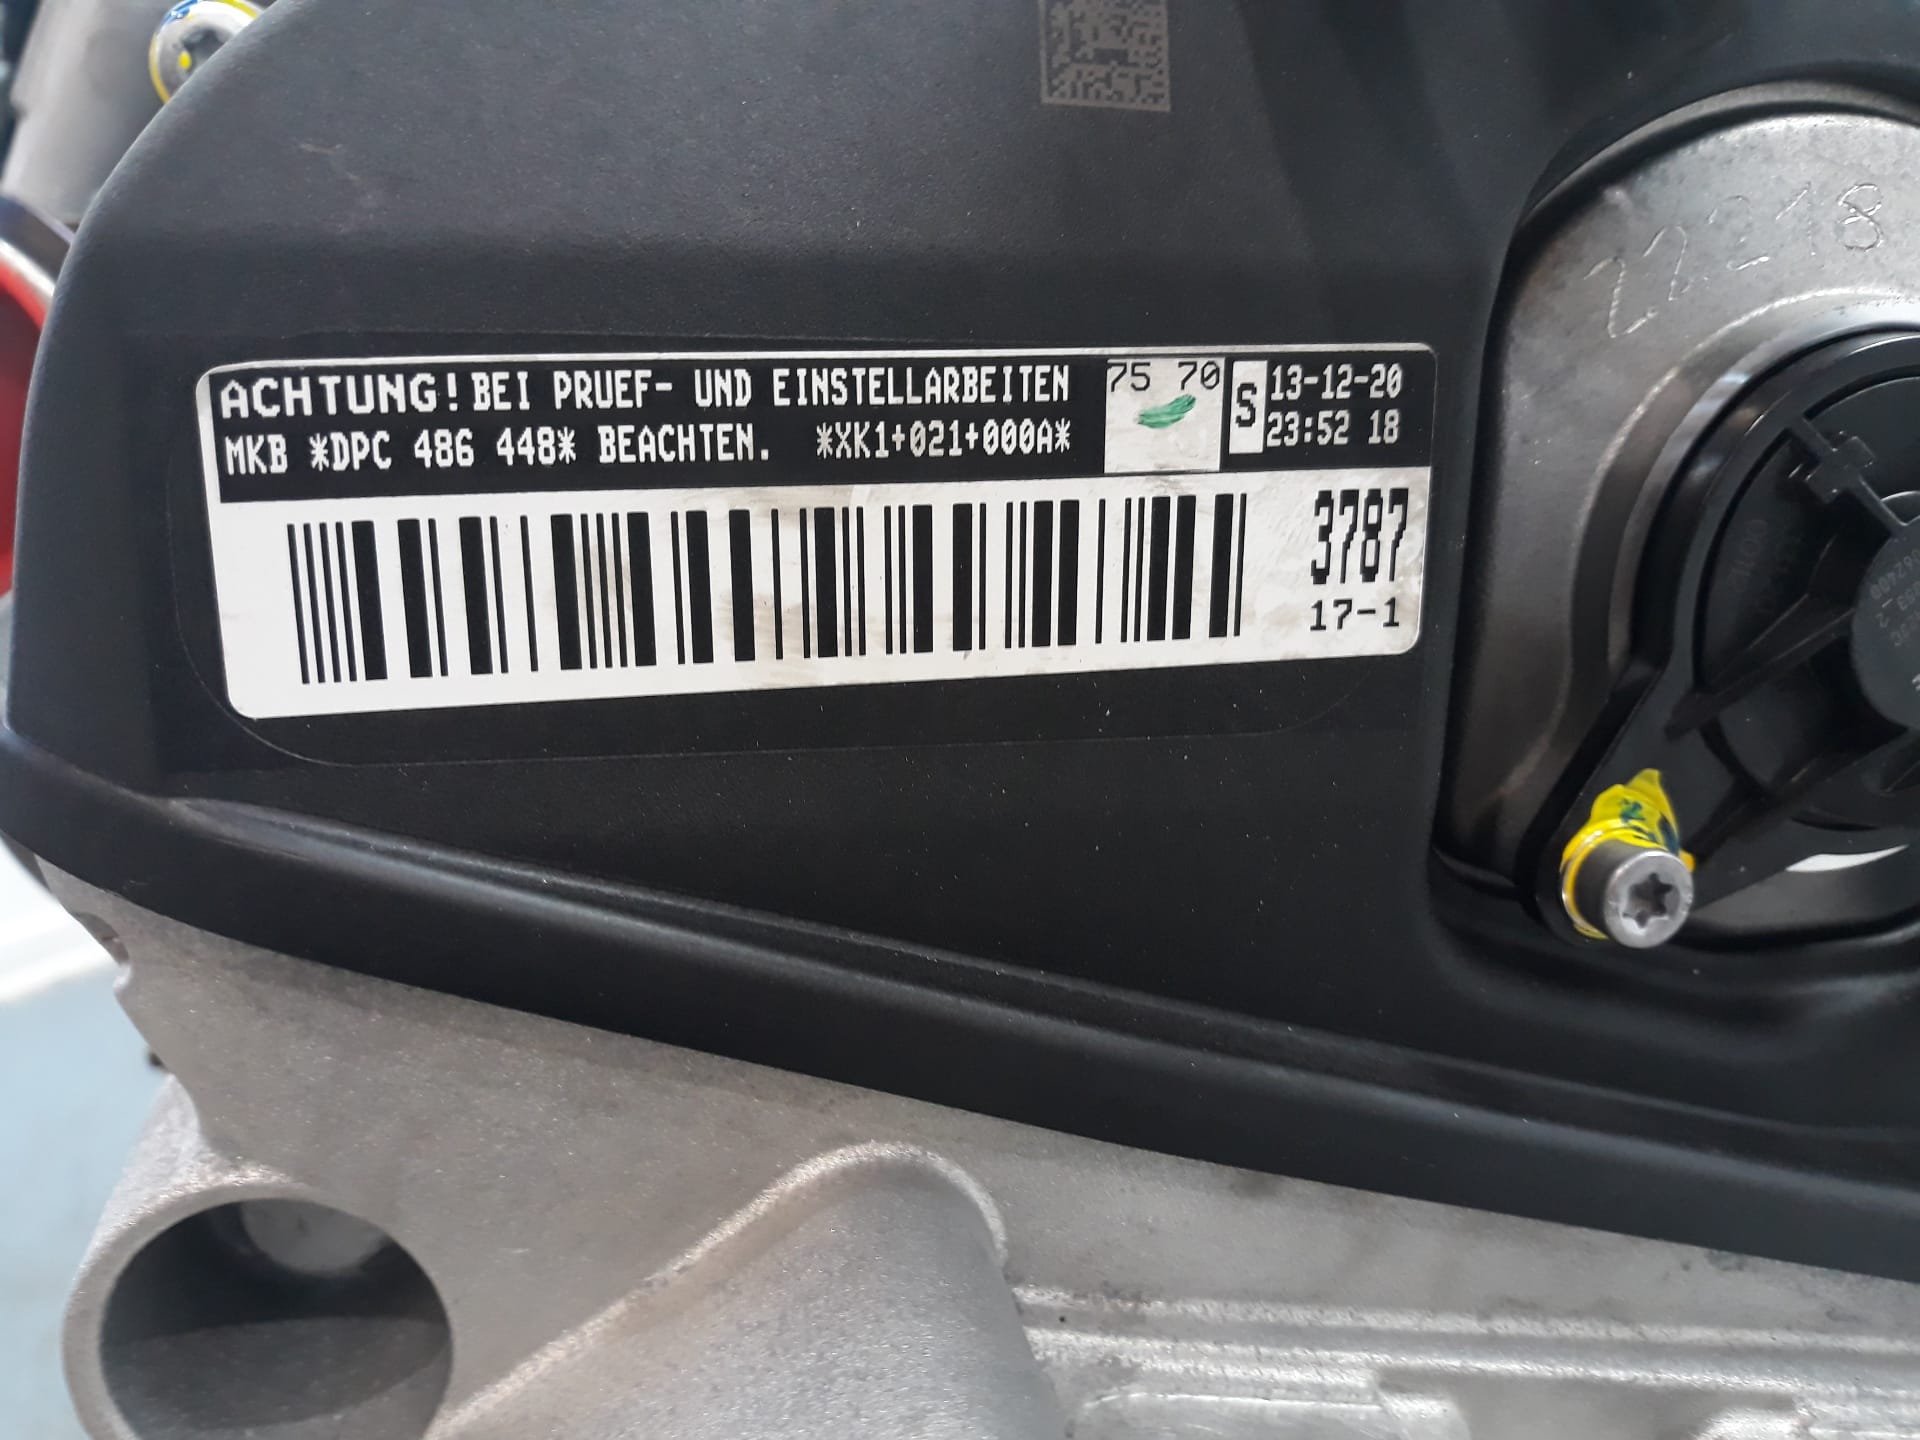 ACHTUNG! BEI PRUEF- UND EINSTELLARBEITEN
MKB *DPC 486 448* BEACHTEN. *XK1+021+000A*
75 70
S
13-12-20
23:52 18
3787
17-1
22218